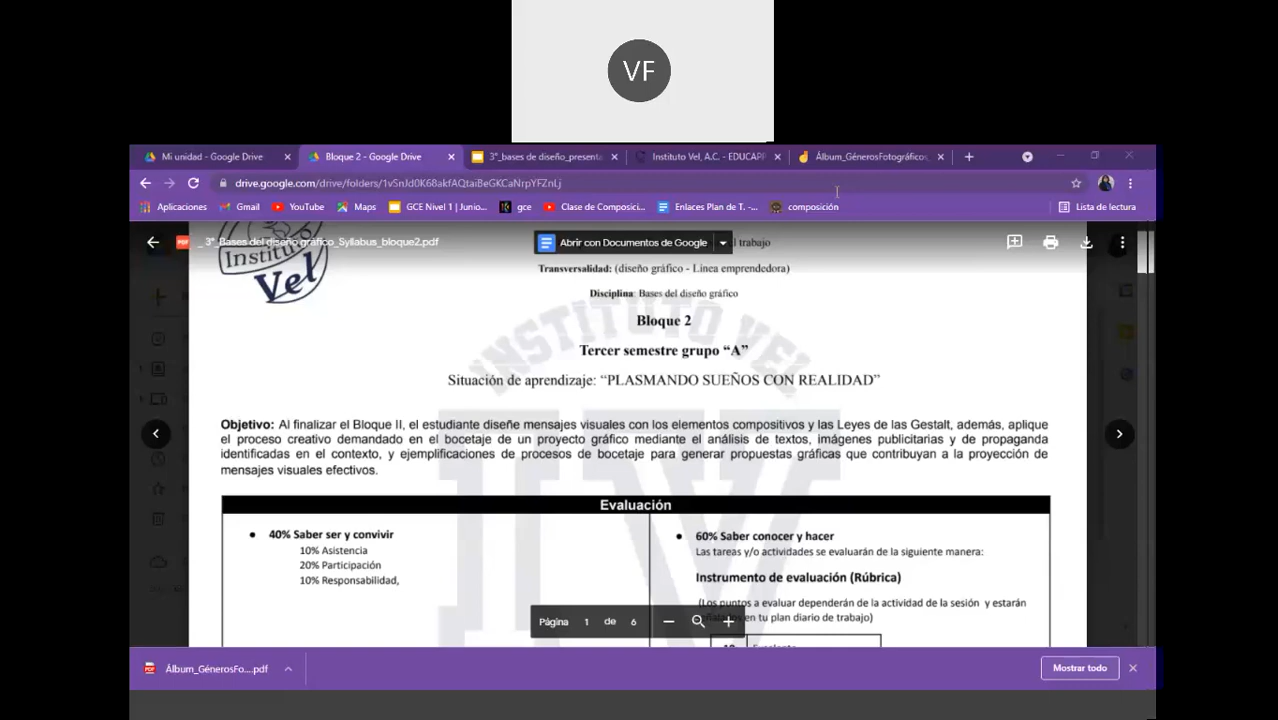 VF
Mi unidad - Google Drive
Bloque 2 - Google Drive
3°_bases de diseño_presenta
Instituto Vel, A.C. - EDUCAPP
Álbum_GénerosFotográficos_
drive.google.com/drive/folders/1vSnJd0K68akfAQtaiBeGKCaNrpYFZnLj
Aplicaciones
Gmail
YouTube
Maps
GCE Nivel 1 | Junio...
gce
Clase de Composici...
Enlaces Plan de T. -...
composición
Lista de lectura
_ 3°_Bases del diseño gráfico_Syllabus_bloque2.pdf
Abrir con Documentos de Google
l trabajo
Instituto
Vel
Transversalidad: (diseño gráfico - Línea emprendedora)
Disciplina: Bases del diseño gráfico
Bloque 2
INSTITUTO VEL
Tercer semestre grupo “A”
Situación de aprendizaje: “PLASMANDO SUEÑOS CON REALIDAD”
Objetivo: Al finalizar el Bloque II, el estudiante diseñe mensajes visuales con los elementos compositivos y las Leyes de las Gestalt, además, aplique
el proceso creativo demandado en el bocetaje de un proyecto gráfico mediante el análisis de textos, imágenes publicitarias y de propaganda
identificadas en el contexto, y ejemplificaciones de procesos de bocetaje para generar propuestas gráficas que contribuyan a la proyección de
mensajes visuales efectivos.
IV
Evaluación
• 40% Saber ser y convivir
10% Asistencia
20% Participación
10% Responsabilidad,
• 60% Saber conocer y hacer
Las tareas y/o actividades se evaluarán de la siguiente manera:
Instrumento de evaluación (Rúbrica)
(Los puntos a evaluar dependerán de la actividad de la sesión y estarán
en tu plan diario de trabajo)
10 Excelente
Página 1 de 6
Álbum_GénerosFo....pdf
Mostrar todo